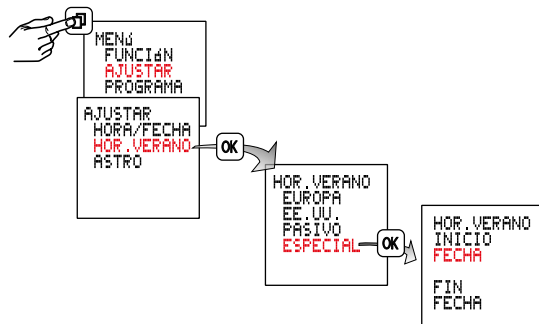 MENú
FUNCIóN
AJUSTAR
PROGRAMA
AJUSTAR
HORA/FECHA
HOR.VERANO
ASTRO
OK
HOR.VERANO
EUROPA
EE.UU.
PASIVO
ESPECIAL
OK
HOR.VERANO
INICIO
FECHA
FIN
FECHA